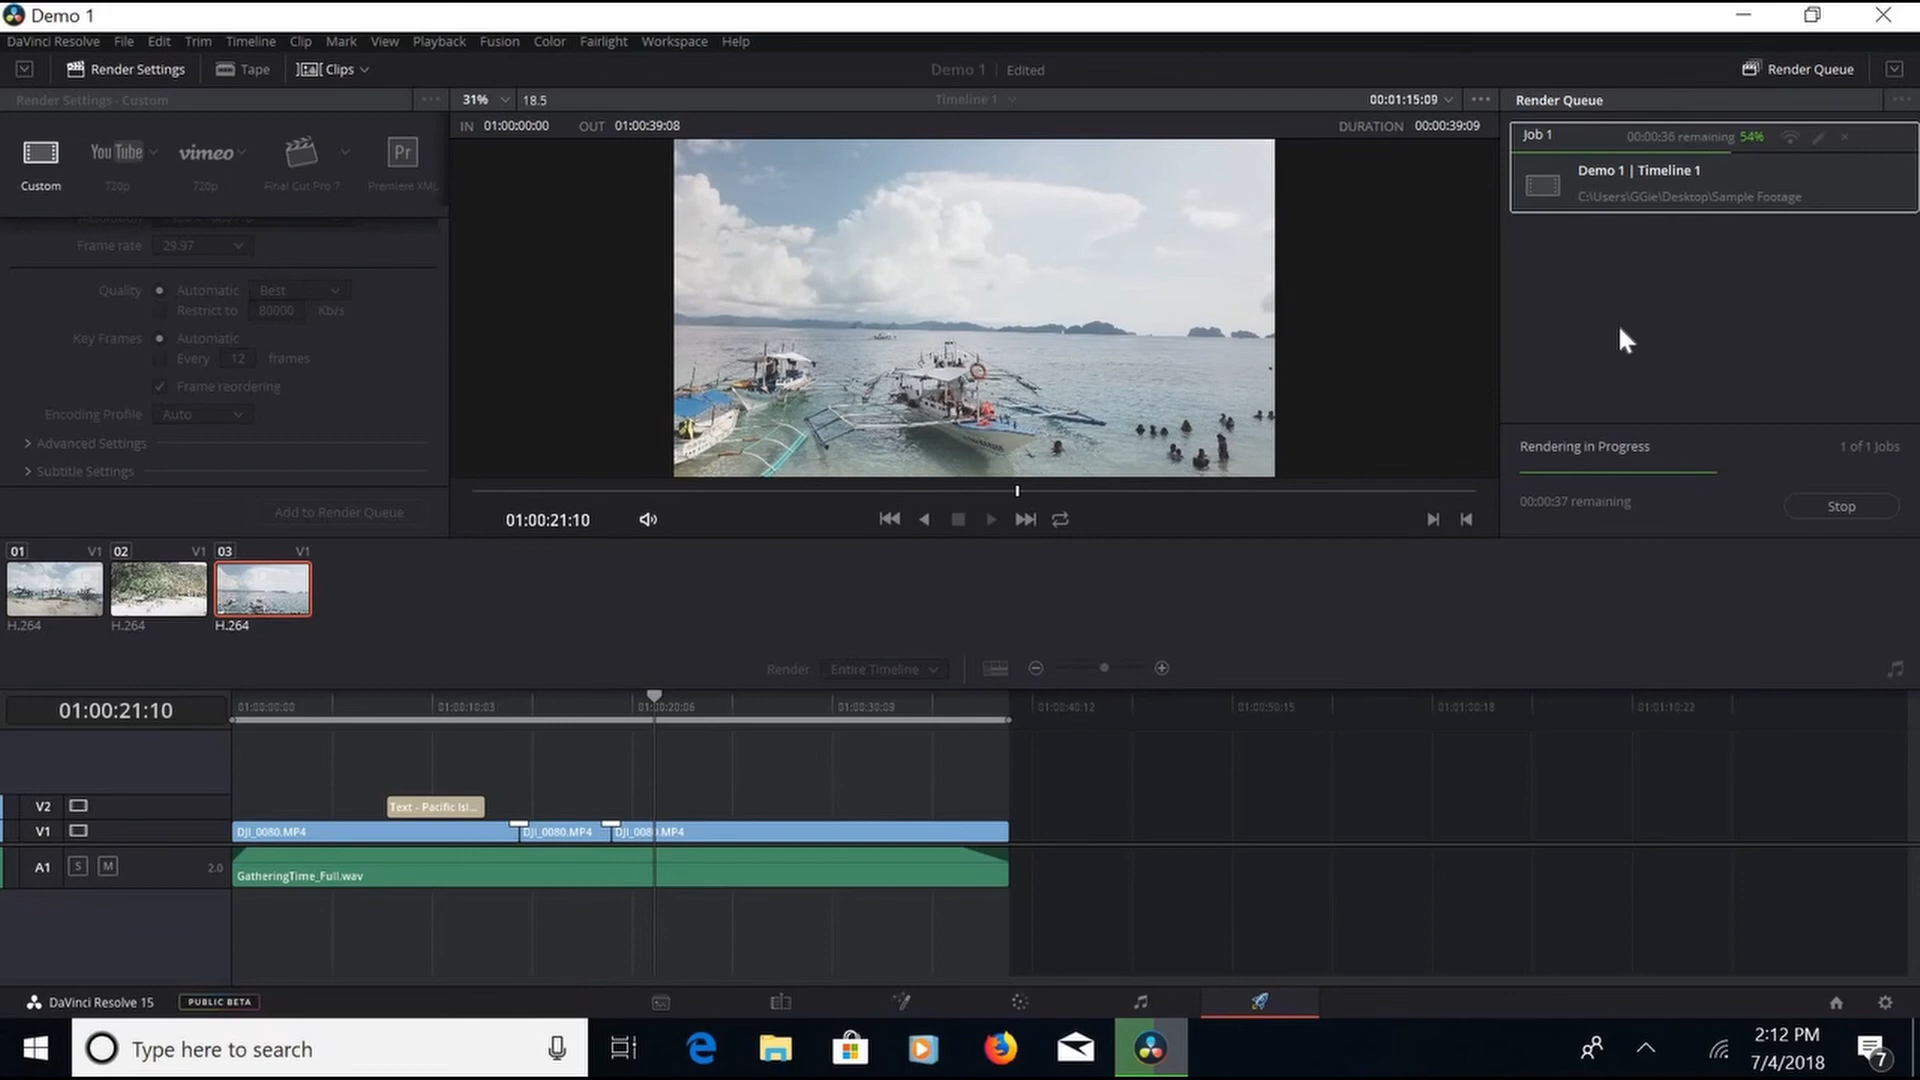 Demo 1
DaVinci Resolve File Edit Trim Timeline Clip Mark View Playback Fusion Color Fairlight Workspace Help
Render Settings Tape Clips Demo 1 Edited Render Queue
Render Settings - Custom 31% 18.5 Timeline 1 00:01:15:09 Render Queue
IN 01:00:00:00 OUT 01:00:39:08 DURATION 00:00:39:09
Job 1 00:00:36 remaining 54%
YouTube vimeo Pr
Custom 720p 720p Final Cut Pro 7 Premiere XML
Demo 1 | Timeline 1
C:\Users\GGie\Desktop\Sample Footage
Frame rate 29.97
Quality Automatic Best
Restrict to 80000 Kb/s
Key Frames Automatic
Every 12 frames
Frame reordering
Encoding Profile Auto
Advanced Settings
Subtitle Settings
Rendering in Progress 1 of 1 Jobs
00:00:37 remaining Stop
Add to Render Queue
01:00:21:10
01 V1 02 V1 03 V1
H.264 H.264 H.264
Render Entire Timeline
01:00:21:10 01:00:00:00 01:00:10:03 01:00:20:06 01:00:30:09 01:00:40:12 01:00:50:15 01:01:00:18 01:01:10:22
V2 Text - Pacific Isl...
V1 DJI_0080.MP4 DJI_0080.MP4 DJI_0080.MP4
A1 S M 2.0
GatheringTime_Full.wav
DaVinci Resolve 15 PUBLIC BETA
Type here to search
2:12 PM
7/4/2018
7